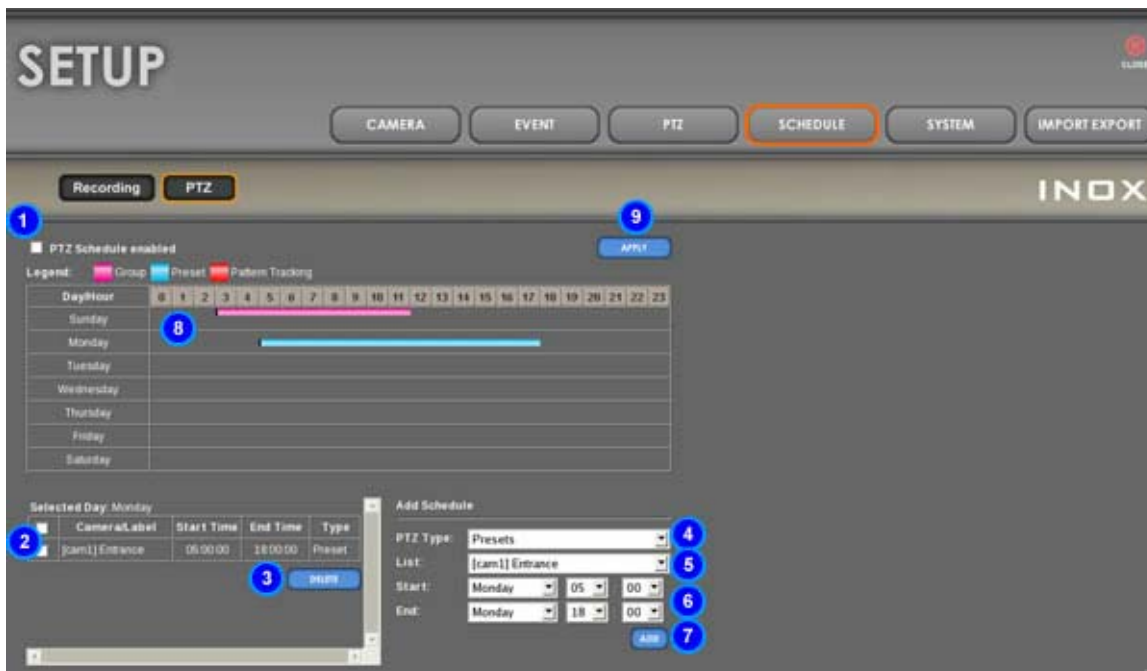 SETUP
CLOSE
CAMERA EVENT PTZ SCHEDULE SYSTEM IMPORT EXPORT
Recording PTZ INOX
1 9
PTZ Schedule enabled APPLY
Legend: Group Preset Pattern Tracking
Day/Hour 0 1 2 3 4 5 6 7 8 9 10 11 12 13 14 15 16 17 18 19 20 21 22 23
Sunday 8
Monday
Tuesday
Wednesday
Thursday
Friday
Saturday
Selected Day: Monday
Camera/Label Start Time End Time Type
2 [cam1] Entrance 05:00:00 18:00:00 Preset
3 DELETE
Add Schedule
PTZ Type: Presets 4
List: [cam1] Entrance 5
Start: Monday 05 00
6
End: Monday 18 00
ADD 7